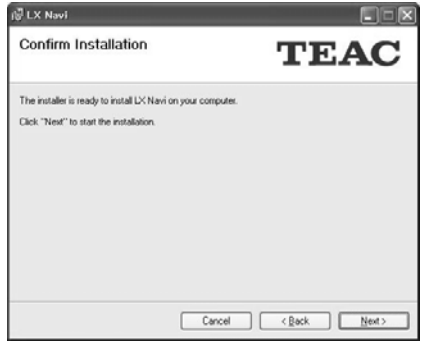 LX Navi
Confirm Installation
TEAC
The installer is ready to install LX Navi on your computer.
Click "Next" to start the installation.
Cancel
< Back
Next >